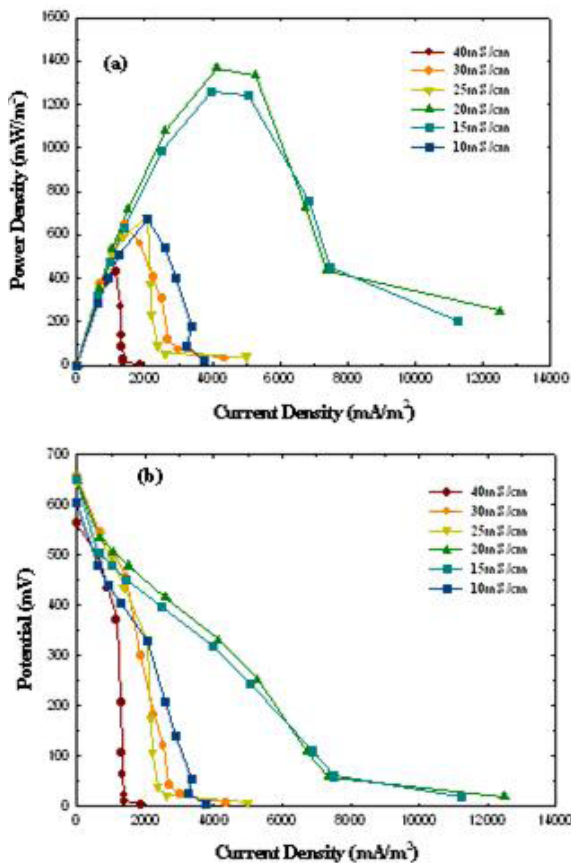 1600
1400
1200
1000
800
600
400
200
0
Power Density (mW/m²)
(a)
40mS/cm
30mS/cm
25mS/cm
20mS/cm
15mS/cm
10mS/cm
0 2000 4000 6000 8000 10000 12000 14000
Current Density (mA/m²)
700
600
500
400
300
200
100
0
Potential (mV)
(b)
40mS/cm
30mS/cm
25mS/cm
20mS/cm
15mS/cm
10mS/cm
0 2000 4000 6000 8000 10000 12000 14000
Current Density (mA/m²)